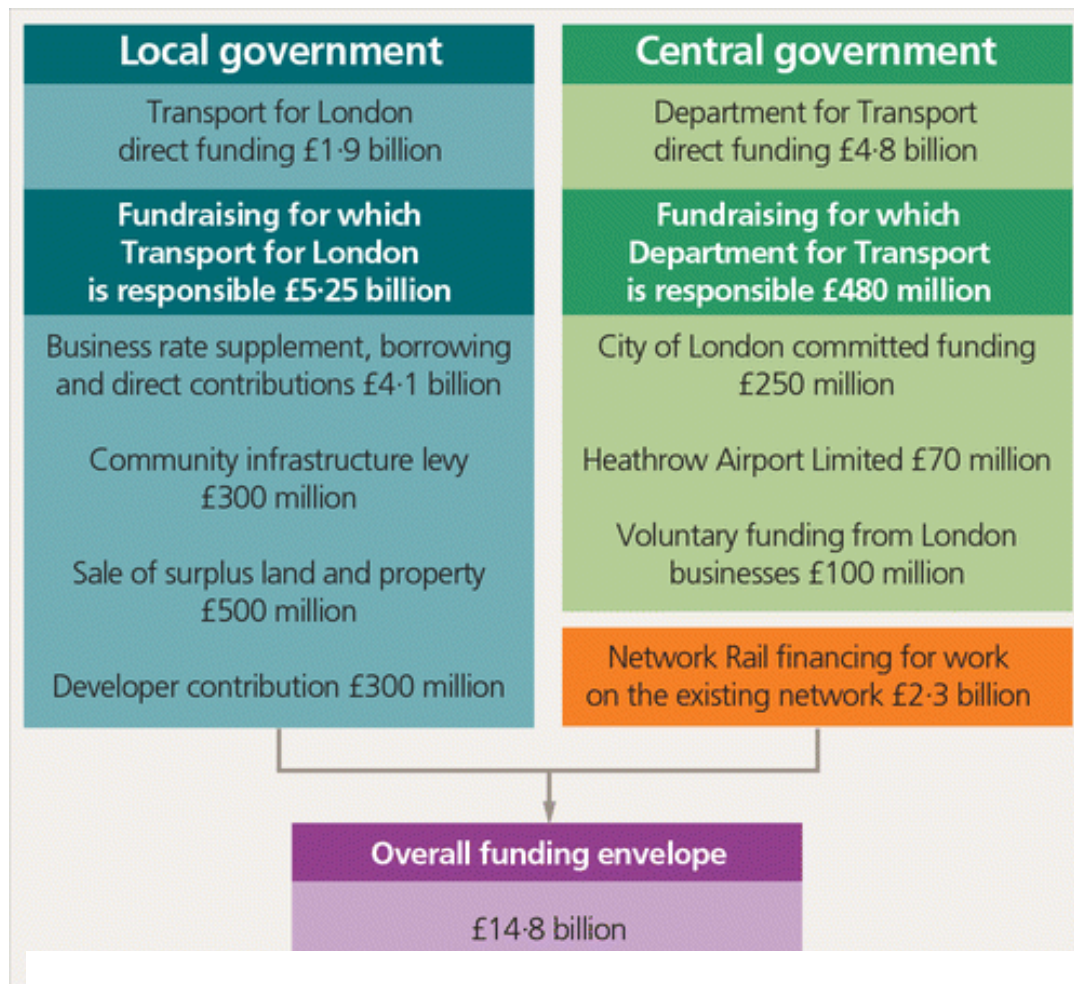 Local government
Transport for London
direct funding £1·9 billion
Fundraising for which
Transport for London
is responsible £5·25 billion
Business rate supplement, borrowing
and direct contributions £4·1 billion
Community infrastructure levy
£300 million
Sale of surplus land and property
£500 million
Developer contribution £300 million
Central government
Department for Transport
direct funding £4·8 billion
Fundraising for which
Department for Transport
is responsible £480 million
City of London committed funding
£250 million
Heathrow Airport Limited £70 million
Voluntary funding from London
businesses £100 million
Network Rail financing for work
on the existing network £2·3 billion
Overall funding envelope
£14·8 billion